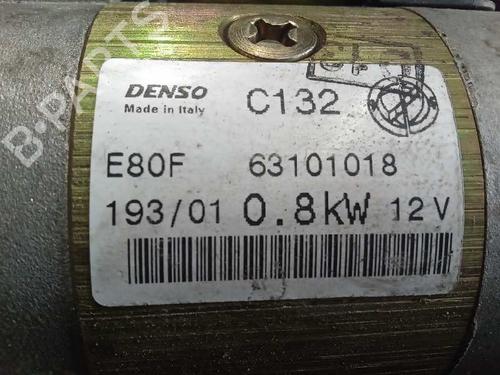 DENSO C132
Made in Italy
E80F 63101018
193/01 0.8kW 12V
B-PARTS